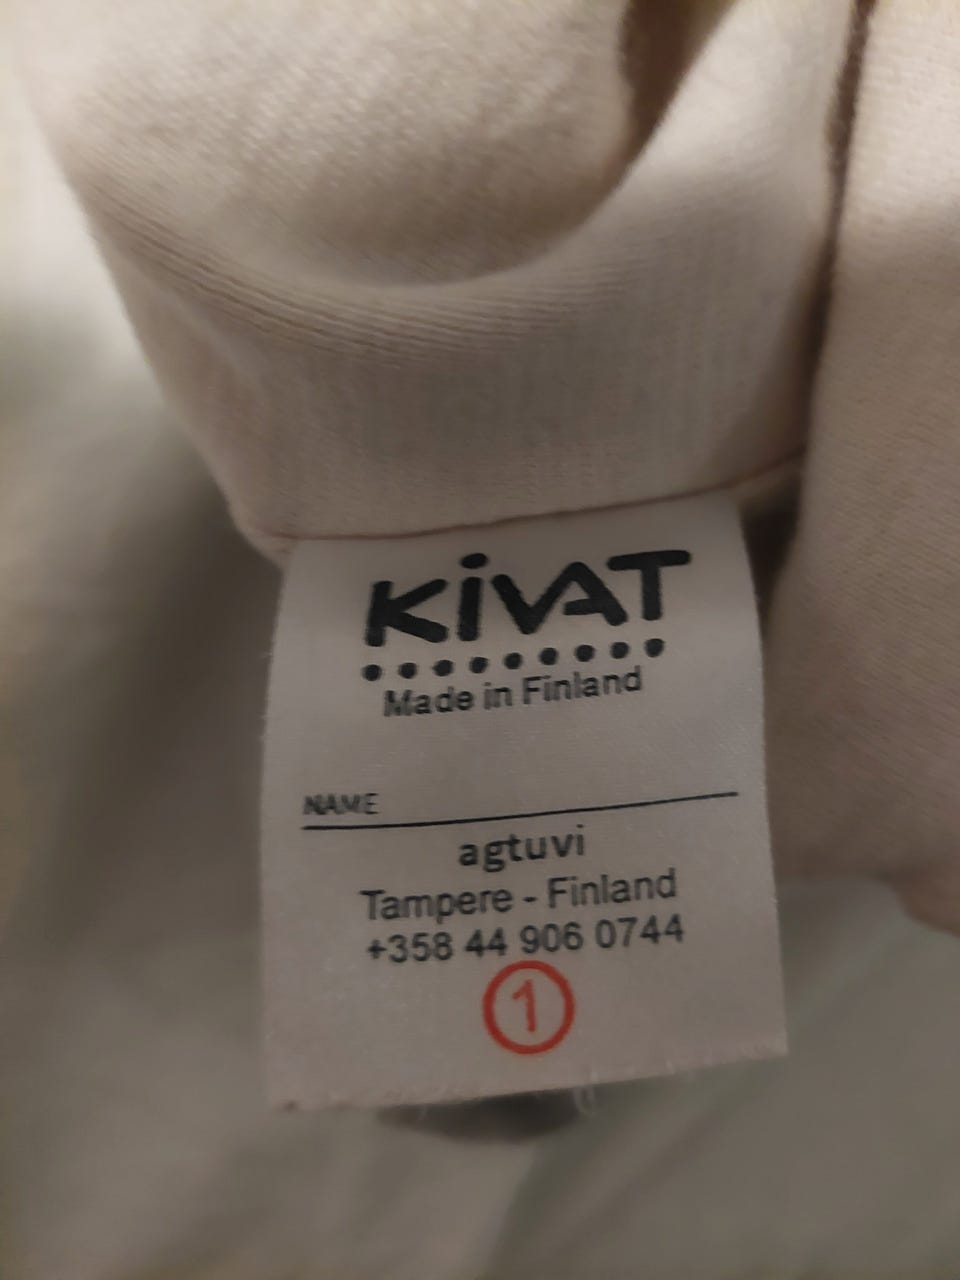 KiVAT
Made in Finland
NAME
agtuvi
Tampere - Finland
+358 44 906 0744
1